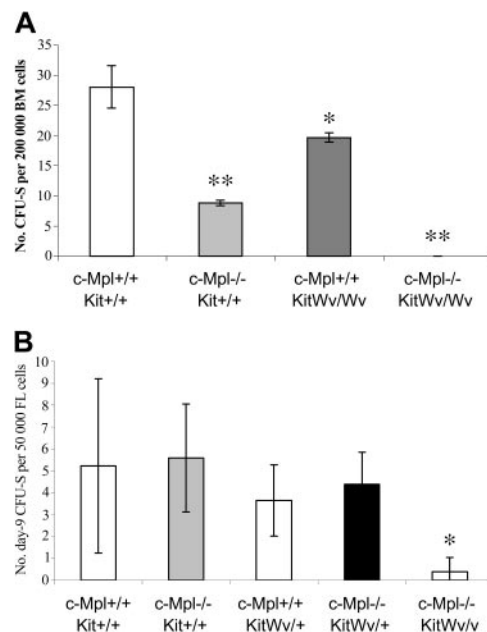 A
No. CFU-S per 200 000 BM cells
35
30
25
20
15
10
5
0
**
*
**
c-Mpl+/+ c-Mpl-/- c-Mpl+/+ c-Mpl-/-
Kit+/+ Kit+/+ KitWv/Wv KitWv/Wv
B
No. day-9 CFU-S per 50 000 FL cells
10
9
8
7
6
5
4
3
2
1
0
*
c-Mpl+/+ c-Mpl-/- c-Mpl+/+ c-Mpl-/- c-Mpl-/-
Kit+/+ Kit+/+ KitWv/+ KitWv/+ KitWv/v